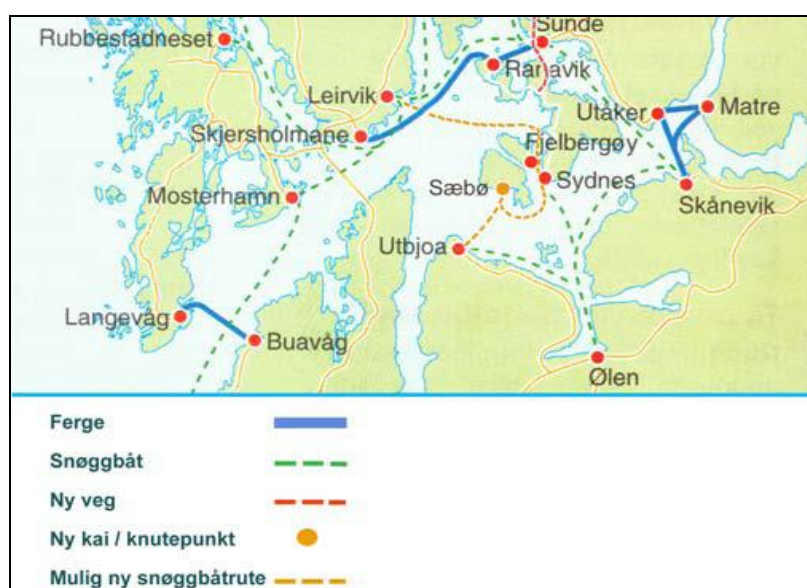 Sunde
Rubbestadneset
Ranavik
Leirvik
Utåker
Matre
Skjersholmane
Fjelbergøy
Sæbø
Sydnes
Mosterhamn
Skånevik
Utbjoa
Langevåg
Buavåg
Ølen
Ferge
Snøggbåt
Ny veg
Ny kai / knutepunkt
Mulig ny snøggbåtrute